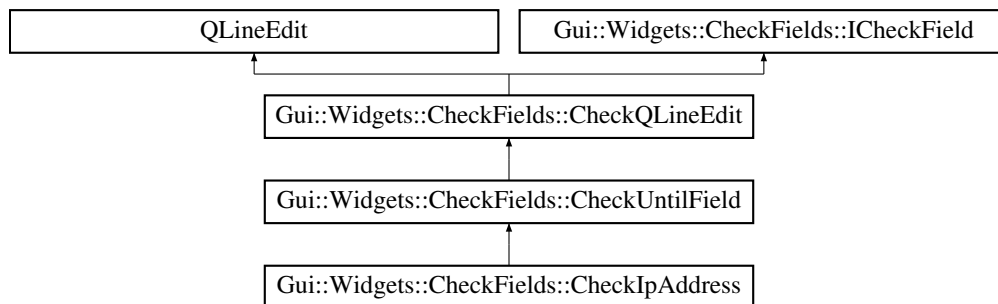 QLineEdit
Gui::Widgets::CheckFields::ICheckField
Gui::Widgets::CheckFields::CheckQLineEdit
Gui::Widgets::CheckFields::CheckUntilField
Gui::Widgets::CheckFields::CheckIpAddress